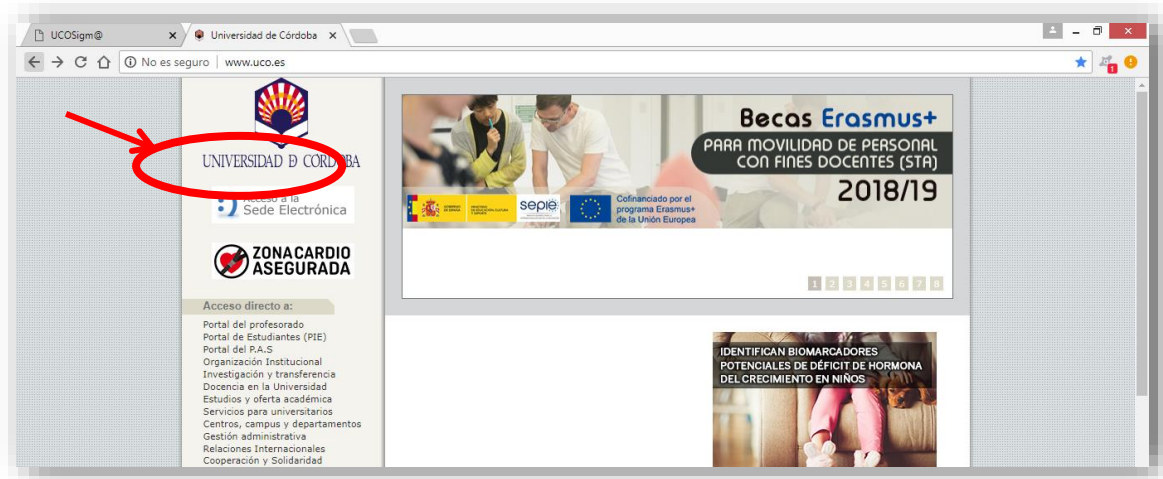 UCOSigm@
Universidad de Córdoba
No es seguro
www.uco.es
1
UNIVERSIDAD Ð CÓRDOBA
Acceso a la
Sede Electrónica
ZONA CARDIO
ASEGURADA
Acceso directo a:
Portal del profesorado
Portal de Estudiantes (PIE)
Portal del P.A.S
Organización Institucional
Investigación y transferencia
Docencia en la Universidad
Estudios y oferta académica
Servicios para universitarios
Centros, campus y departamentos
Gestión administrativa
Relaciones Internacionales
Cooperación y Solidaridad
Becas Erasmus+
PARA MOVILIDAD DE PERSONAL
CON FINES DOCENTES (STA)
2018/19
sepie
Cofinanciado por el
programa Erasmus+
de la Unión Europea
1 2 3 4 5 6 7 8
IDENTIFICAN BIOMARCADORES
POTENCIALES DE DÉFICIT DE HORMONA
DEL CRECIMIENTO EN NIÑOS